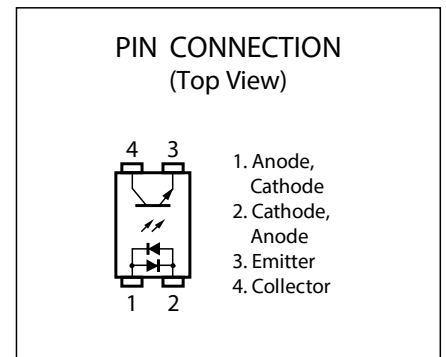 PIN CONNECTION
(Top View)
4 3
1 2
1. Anode,
Cathode
2. Cathode,
Anode
3. Emitter
4. Collector